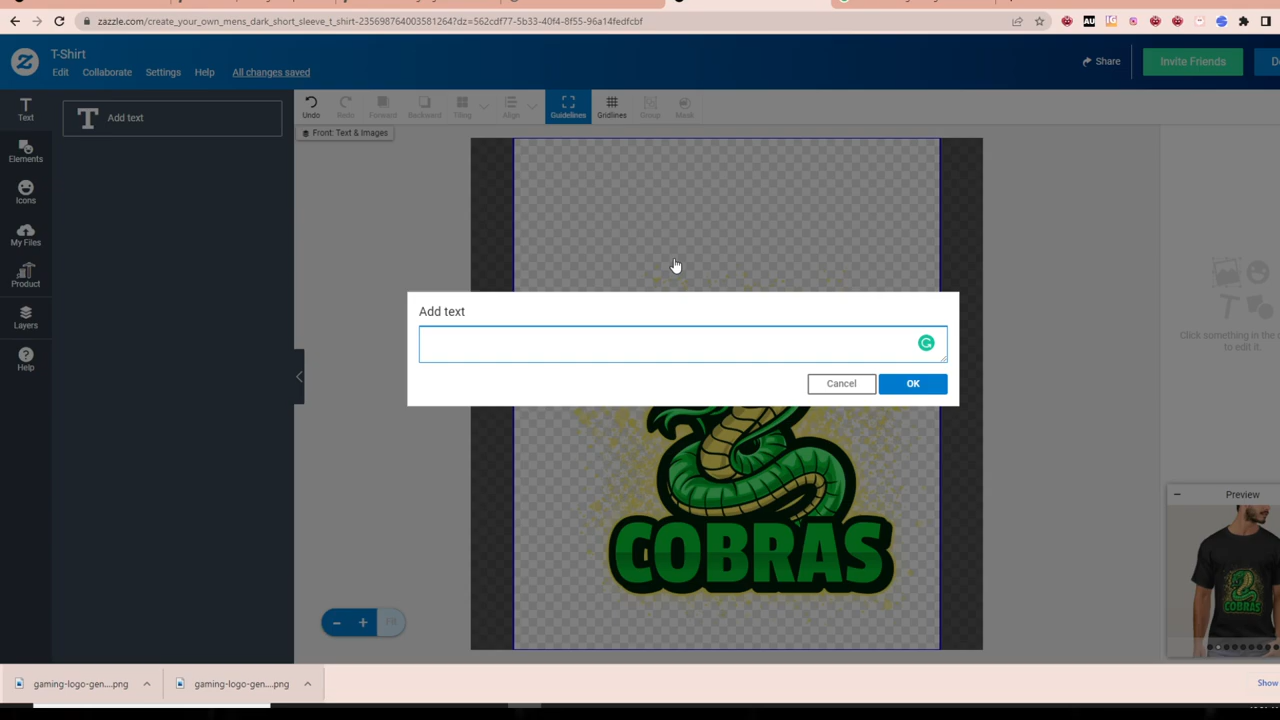 zazzle.com/create_your_own_mens_dark_short_sleeve_t_shirt-235698764003581264?dz=562cdf77-5b33-40f4-8f55-96a14fedfcbf
T-Shirt
Edit Collaborate Settings Help All changes saved
Share
Invite Friends
Text
Elements
Icons
My Files
Product
Layers
Help
Add text
Undo Redo Forward Backward Tiling Align Guidelines Gridlines Group Mask
Front: Text & Images
Add text
Cancel OK
COBRAS
Fill
Click something in the
to edit it.
Preview
COBRAS
gaming-logo-gen....png
gaming-logo-gen....png
Show